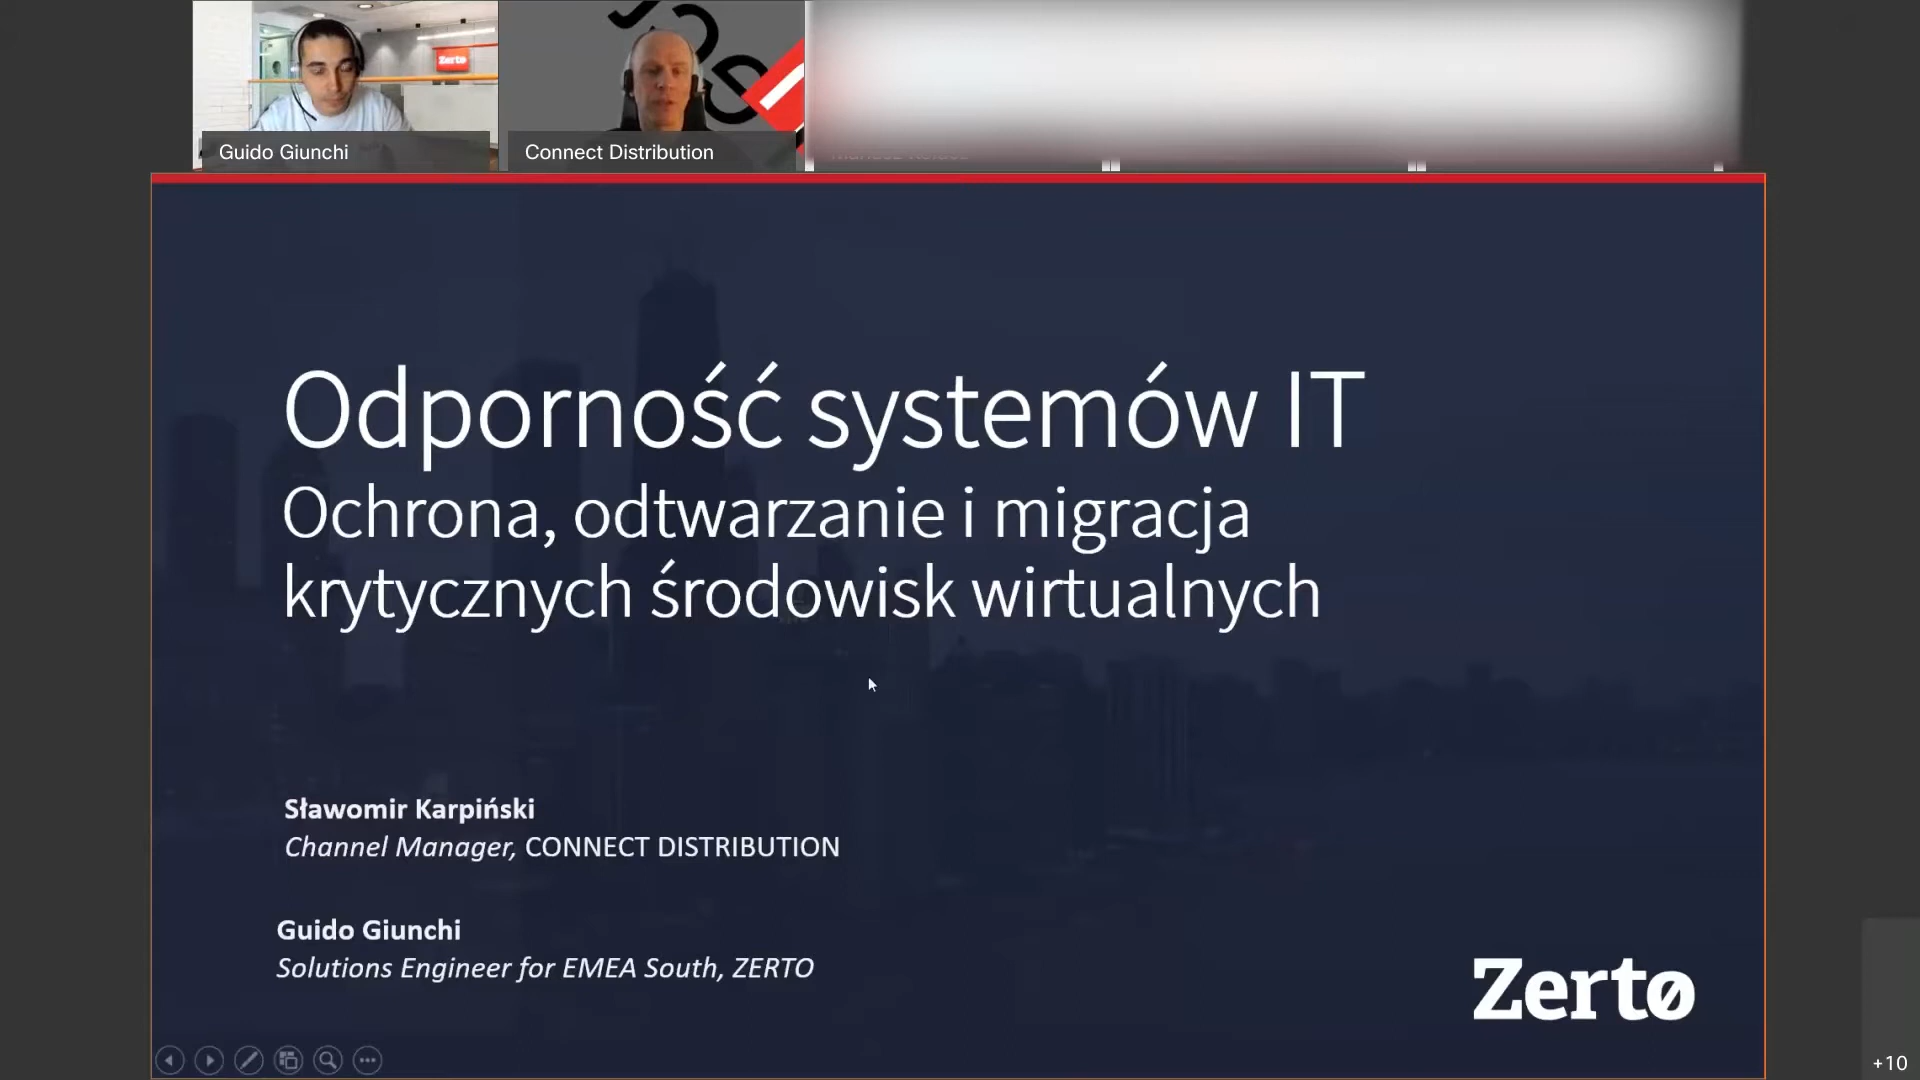 Zerto
Guido Giunchi
Connect Distribution
Odporność systemów IT
Ochrona, odtwarzanie i migracja
krytycznych środowisk wirtualnych
Sławomir Karpiński
Channel Manager, CONNECT DISTRIBUTION
Guido Giunchi
Solutions Engineer for EMEA South, ZERTO
Zerto
+10